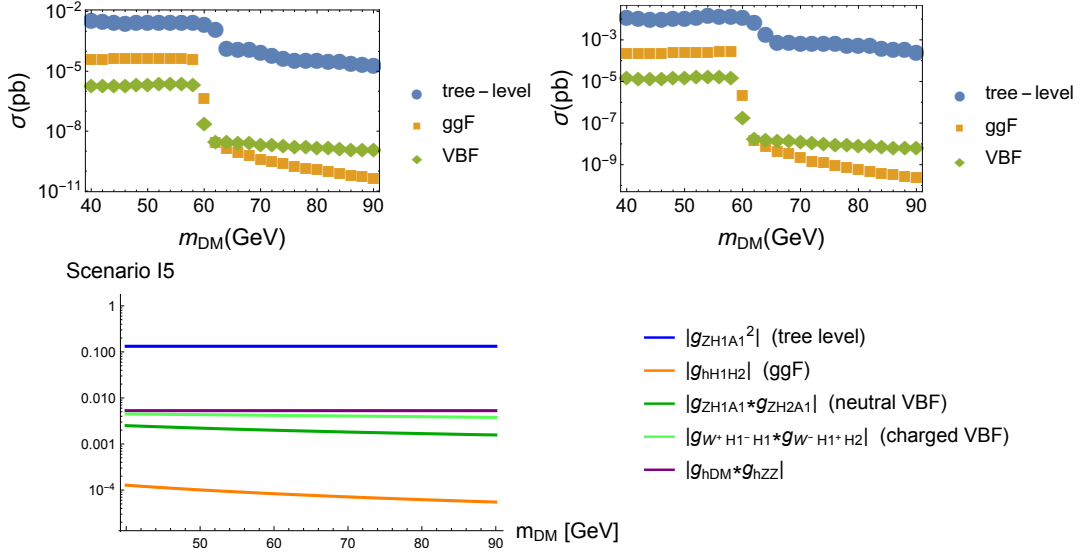 10⁻²
10⁻⁵
10⁻⁸
10⁻¹¹
σ(pb)
40 50 60 70 80 90
m_DM(GeV)
tree−level
ggF
VBF
10⁻³
10⁻⁵
10⁻⁷
10⁻⁹
σ(pb)
40 50 60 70 80 90
m_DM(GeV)
tree−level
ggF
VBF
Scenario I5
1
0.100
0.010
0.001
10⁻⁴
50 60 70 80 90
m_DM [GeV]
|g_ZH1A1²| (tree level)
|g_hH1H2| (ggF)
|g_ZH1A1*g_ZH2A1| (neutral VBF)
|g_W⁺ H1⁻ H1*g_W⁻ H1⁺ H2| (charged VBF)
|g_hDM*g_hZZ|